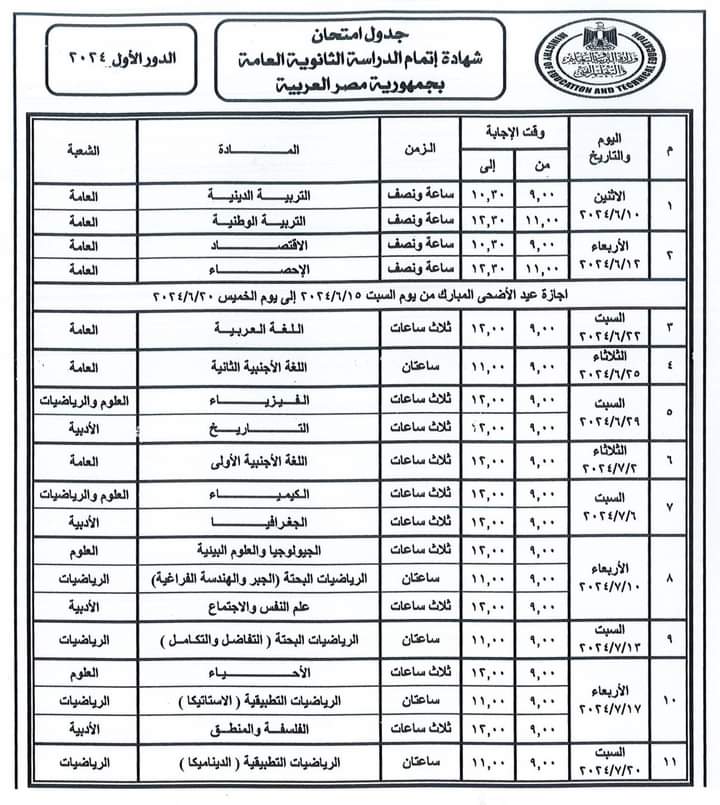 جدول امتحان
شهادة إتمام الدراسة الثانوية العامة
بجمهورية مصر العربية
الدور الأول ٢٠٢٤
MINISTRY OF EDUCATION AND TECHNICAL EDUCATION
م اليوم والتاريخ وقت الإجابة من إلى الزمن المــــــادة الشعبة
١ الاثنين ٢٠٢٤/٦/١٠ ٩,٠٠ ١٠,٣٠ ساعة ونصف التربيــة الدينية العامة
١١,٠٠ ١٢,٣٠ ساعة ونصف التربية الوطنية العامة
٢ الأربعاء ٢٠٢٤/٦/١٢ ٩,٠٠ ١٠,٣٠ ساعة ونصف الاقتصــــاد العامة
١١,٠٠ ١٢,٣٠ ساعة ونصف الإحصــــاء العامة
اجازة عيد الأضحى المبارك من يوم السبت ٢٠٢٤/٦/١٥ إلى يوم الخميس ٢٠٢٤/٦/٢٠
٣ السبت ٢٠٢٤/٦/٢٢ ٩,٠٠ ١٢,٠٠ ثلاث ساعات اللغـة العـربيـة العامة
٤ الثلاثاء ٢٠٢٤/٦/٢٥ ٩,٠٠ ١١,٠٠ ساعتان اللغة الأجنبية الثانية العامة
٥ السبت ٢٠٢٤/٦/٢٩ ٩,٠٠ ١٢,٠٠ ثلاث ساعات الفـيـزيــــاء العلوم والرياضيات
٩,٠٠ ١٢,٠٠ ثلاث ساعات التـــــاريـــخ الأدبية
٦ الثلاثاء ٢٠٢٤/٧/٢ ٩,٠٠ ١٢,٠٠ ثلاث ساعات اللغة الأجنبية الأولى العامة
٧ السبت ٢٠٢٤/٧/٦ ٩,٠٠ ١٢,٠٠ ثلاث ساعات الكيميــــاء العلوم والرياضيات
٩,٠٠ ١٢,٠٠ ثلاث ساعات الجغرافيــــا الأدبية
٨ الأربعاء ٢٠٢٤/٧/١٠ ٩,٠٠ ١٢,٠٠ ثلاث ساعات الجيولوجيا والعلوم البيئية العلوم
٩,٠٠ ١١,٠٠ ساعتان الرياضيات البحتة (الجبر والهندسة الفراغية) الرياضيات
٩,٠٠ ١٢,٠٠ ثلاث ساعات علم النفس والاجتماع الأدبية
٩ السبت ٢٠٢٤/٧/١٣ ٩,٠٠ ١١,٠٠ ساعتان الرياضيات البحتة ( التفاضل والتكامل ) الرياضيات
١٠ الأربعاء ٢٠٢٤/٧/١٧ ٩,٠٠ ١٢,٠٠ ثلاث ساعات الأحيـــــاء العلوم
٩,٠٠ ١١,٠٠ ساعتان الرياضيات التطبيقية ( الاستاتيكا ) الرياضيات
٩,٠٠ ١٢,٠٠ ثلاث ساعات الفلسفة والمنطق الأدبية
١١ السبت ٢٠٢٤/٧/٢٠ ٩,٠٠ ١١,٠٠ ساعتان الرياضيات التطبيقية ( الديناميكا ) الرياضيات